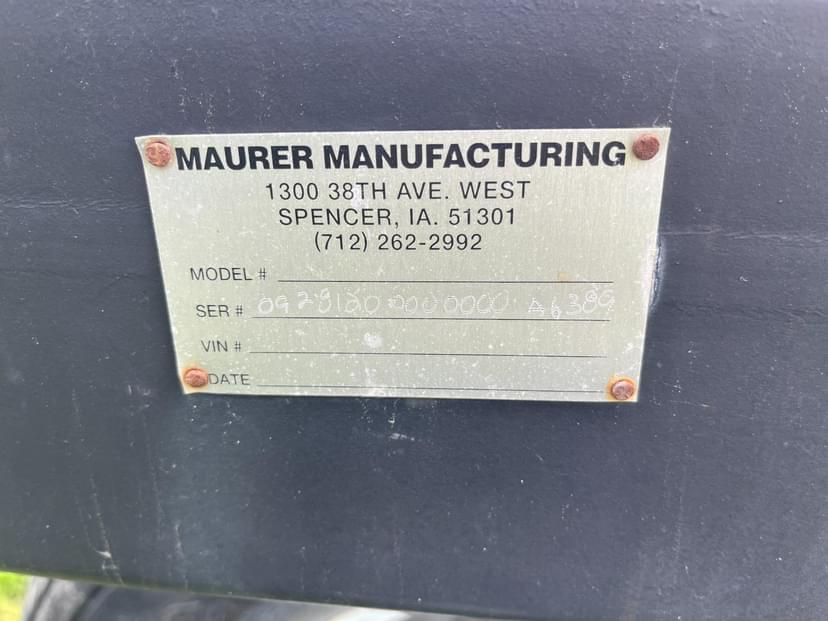 MAURER MANUFACTURING
1300 38TH AVE. WEST
SPENCER, IA. 51301
(712) 262-2992
MODEL #
SER #
VIN #
DATE